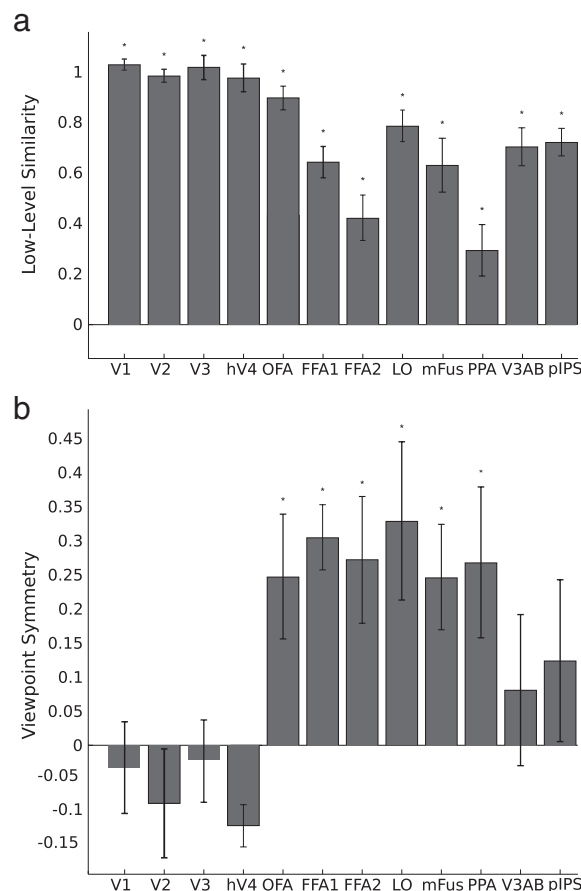 a
Low-Level Similarity
1
0.8
0.6
0.4
0.2
0
* * * * * * * * * * * *
V1 V2 V3 hV4 OFA FFA1 FFA2 LO mFus PPA V3AB pIPS
b
Viewpoint Symmetry
0.45
0.4
0.35
0.3
0.25
0.2
0.15
0.1
0.05
0
-0.05
-0.1
-0.15
* * * * * *
V1 V2 V3 hV4 OFA FFA1 FFA2 LO mFus PPA V3AB pIPS